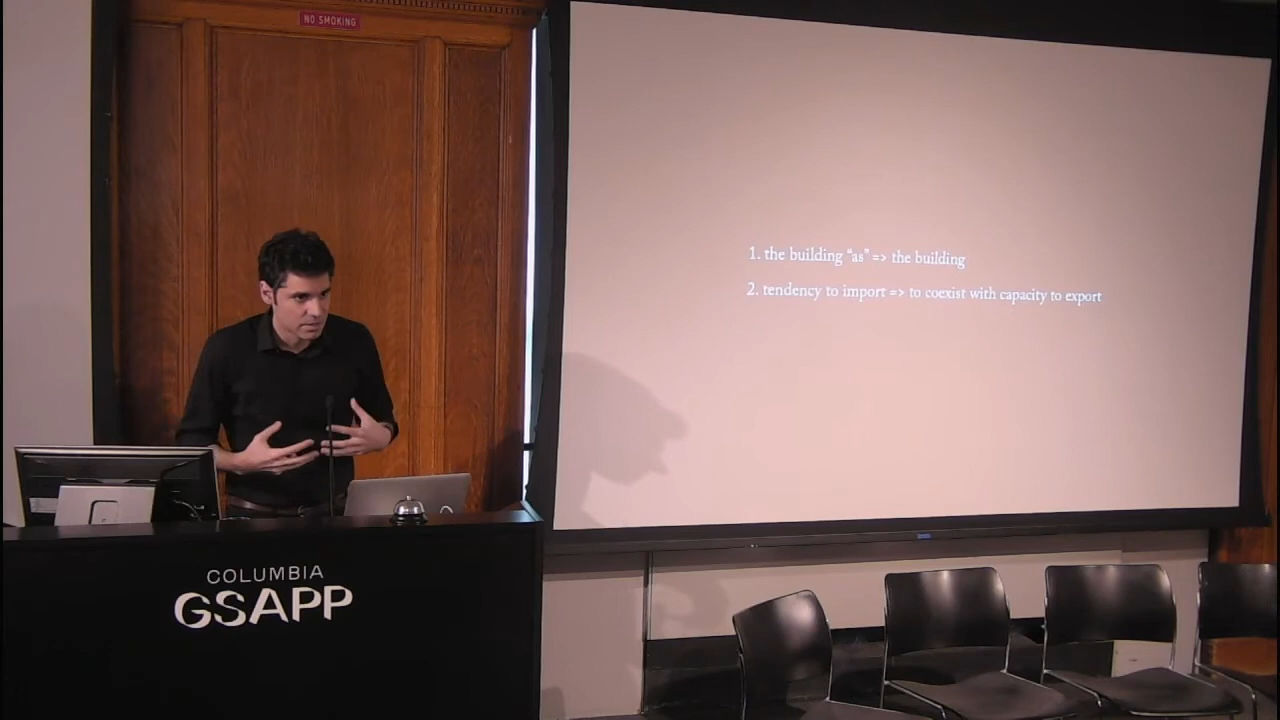 NO SMOKING
1. the building “as” => the building
2. tendency to import => to coexist with capacity to export
COLUMBIA
GSAPP